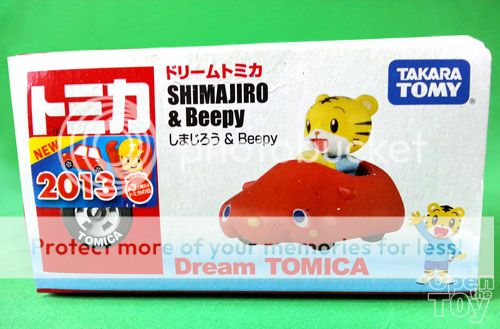 トミカ
NEW
2013
TOMICA
ドリームトミカ
SHIMAJIRO
& Beepy
しまじろう & Beepy
TAKARA
TOMY
photobucket
Protect more of your memories for less!
Dream TOMICA
Open
the
Toy